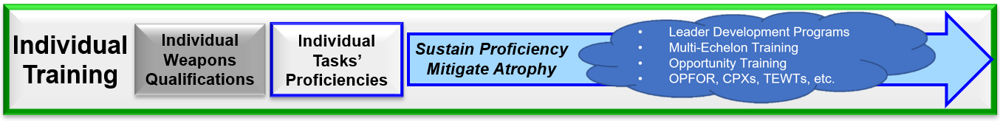 Individual
Training
Individual
Weapons
Qualifications
Individual
Tasks’
Proficiencies
Sustain Proficiency
Mitigate Atrophy
• Leader Development Programs
• Multi-Echelon Training
• Opportunity Training
• OPFOR, CPXs, TEWTs, etc.